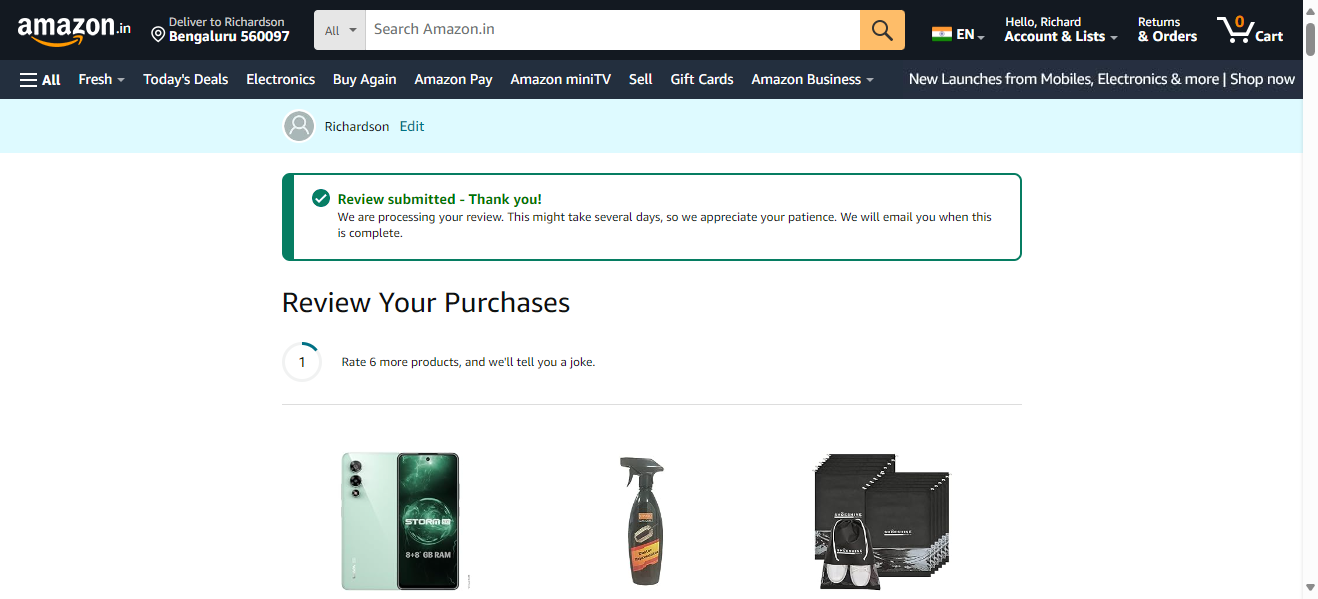 amazon.in
Deliver to Richardson
Bengaluru 560097
All
Search Amazon.in
EN
Hello, Richard
Account & Lists
Returns
& Orders
0
Cart
All
Fresh
Today's Deals
Electronics
Buy Again
Amazon Pay
Amazon miniTV
Sell
Gift Cards
Amazon Business
New Launches from Mobiles, Electronics & more | Shop now
Richardson
Edit
Review submitted - Thank you!
We are processing your review. This might take several days, so we appreciate your patience. We will email you when this
is complete.
Review Your Purchases
1
Rate 6 more products, and we'll tell you a joke.
STORM
8+8* GB RAM